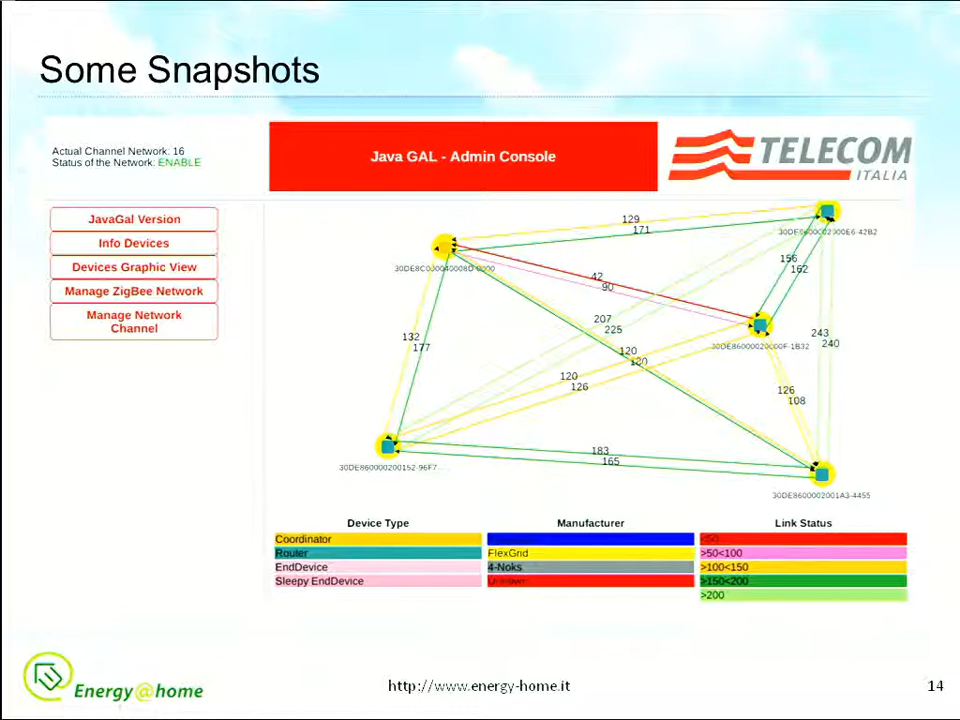 Some Snapshots
Actual Channel Network: 16
Status of the Network: ENABLE
Java GAL - Admin Console
TELECOM
ITALIA
JavaGal Version
Info Devices
Devices Graphic View
Manage ZigBee Network
Manage Network
Channel
129
171
156
162
42
90
207
225
132
177
243
240
120
120
120
126
126
108
183
165
30DE860000200152-96F7
30DE8600002001A3-4455
Device Type
Manufacturer
Link Status
Coordinator
<50
Router
FlexGrid
>50<100
EndDevice
4-Noks
>100<150
Sleepy EndDevice
>150<200
>200
Energy@home
http://www.energy-home.it
14